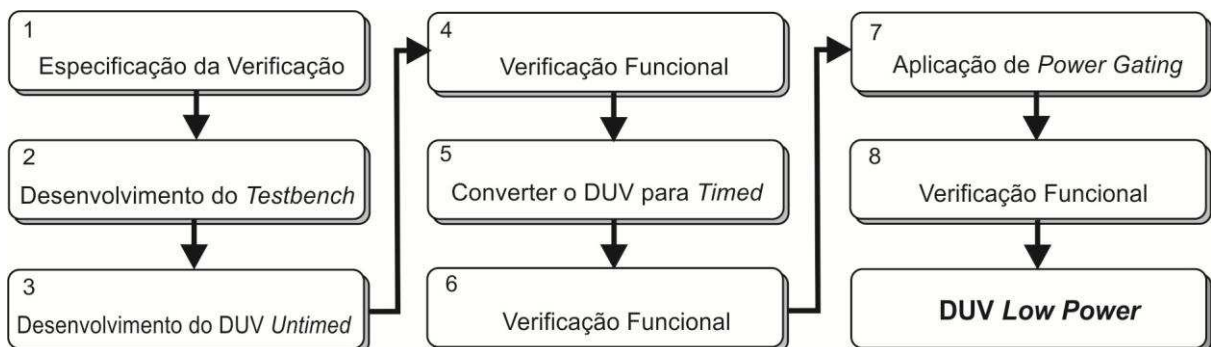 1
Especificação da Verificação
2
Desenvolvimento do Testbench
3
Desenvolvimento do DUV Untimed
4
Verificação Funcional
5
Converter o DUV para Timed
6
Verificação Funcional
7
Aplicação de Power Gating
8
Verificação Funcional
DUV Low Power